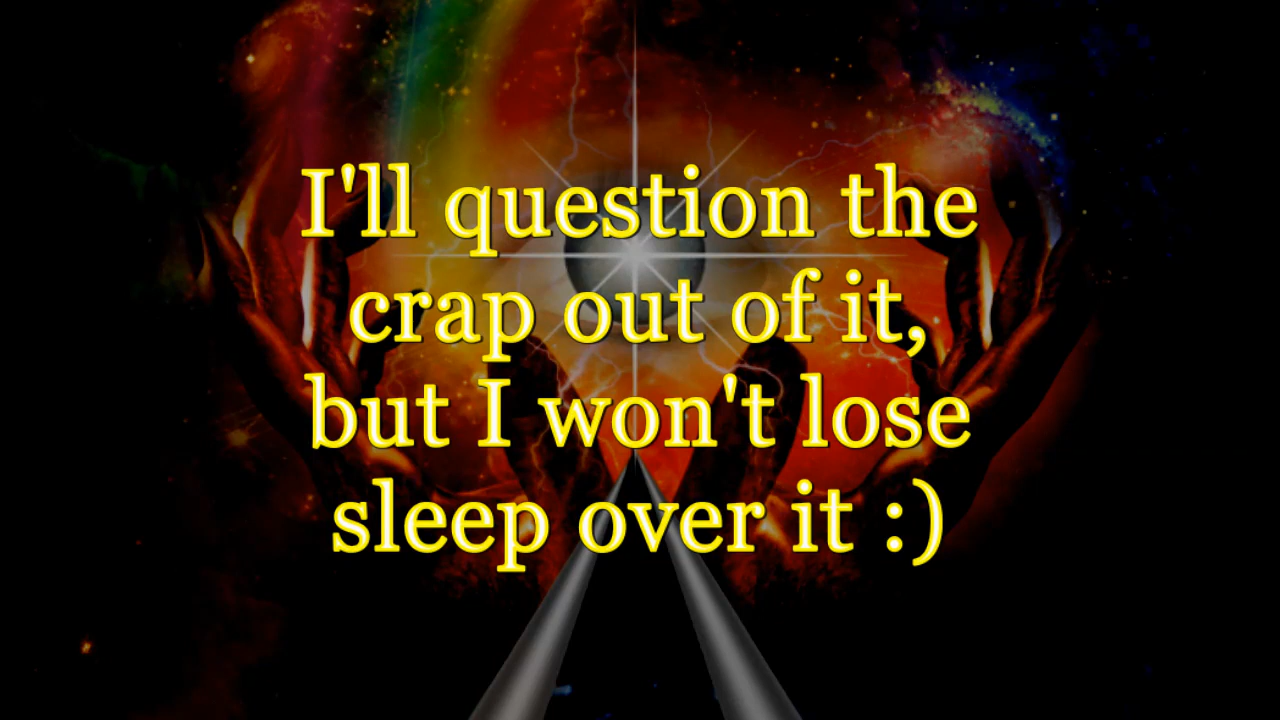 I'll question the
crap out of it,
but I won't lose
sleep over it :)